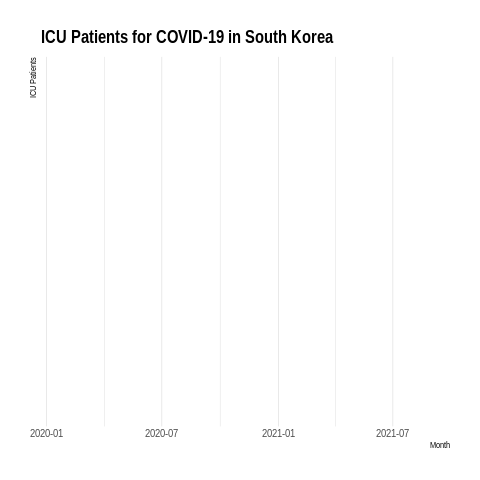 ICU Patients for COVID-19 in South Korea
ICU Patients
2020-01 2020-07 2021-01 2021-07
Month